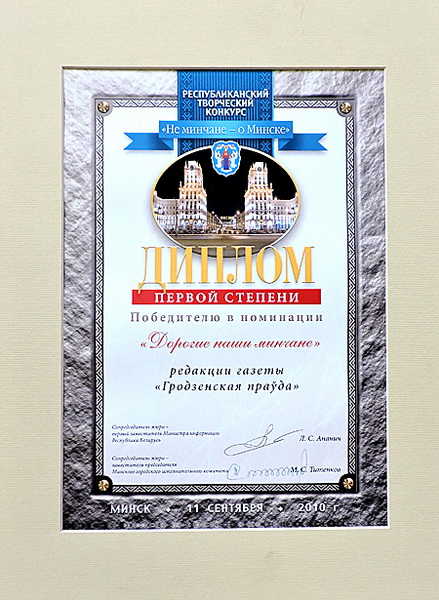 РЕСПУБЛИКАНСКИЙ
ТВОРЧЕСКИЙ
КОНКУРС
«Не минчане – о Минске»
ДИПЛОМ
ПЕРВОЙ СТЕПЕНИ
Победителю в номинации
«Дорогие наши минчане»
редакции газеты
«Гродзенская праўда»
Сопредседатель жюри –
первый заместитель Министра информации
Республики Беларусь
Л. С. Ананич
Сопредседатель жюри –
заместитель председателя
Минского городского исполнительного комитета
М. С. Титенков
МИНСК • 11 СЕНТЯБРЯ • 2010 г.